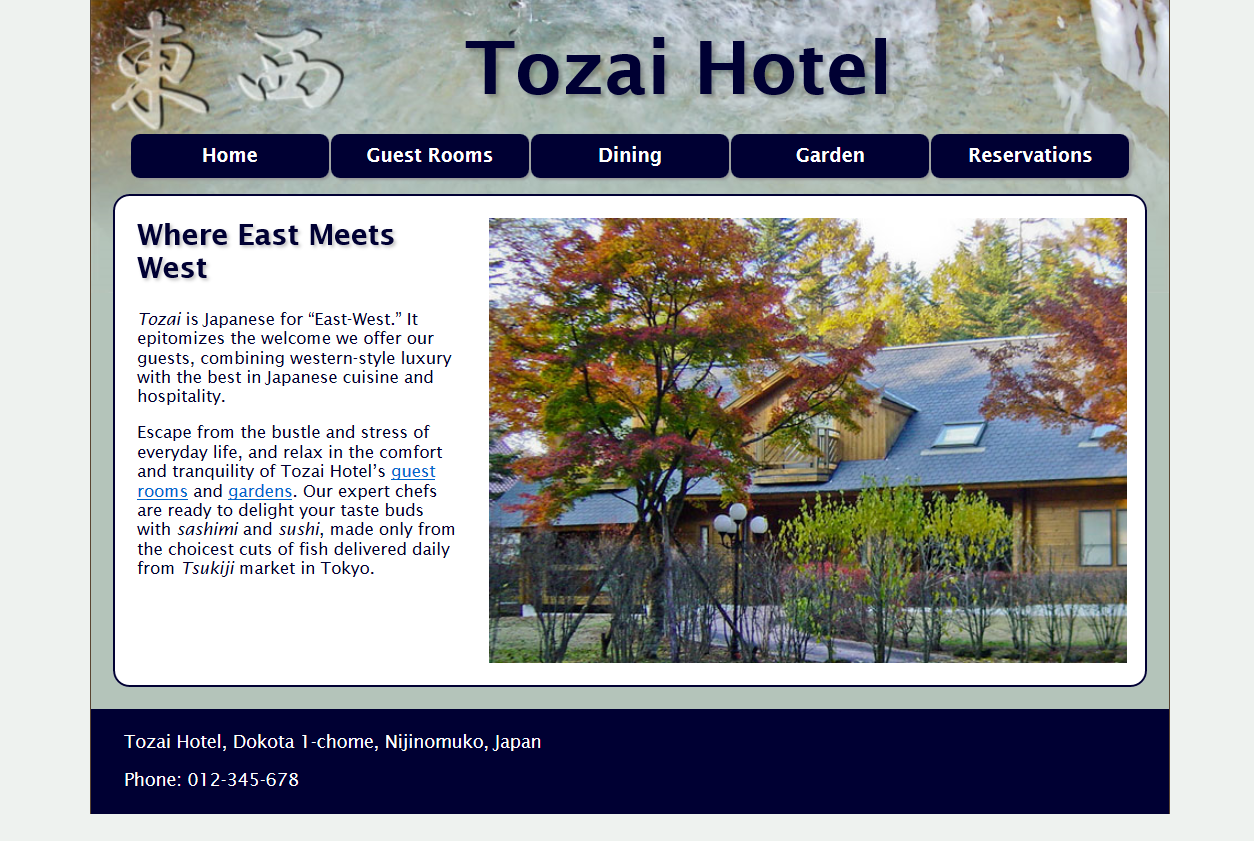 東西
Tozai Hotel
Home
Guest Rooms
Dining
Garden
Reservations
Where East Meets
West
Tozai is Japanese for “East-West.” It
epitomizes the welcome we offer our
guests, combining western-style luxury
with the best in Japanese cuisine and
hospitality.
Escape from the bustle and stress of
everyday life, and relax in the comfort
and tranquility of Tozai Hotel’s guest
rooms and gardens. Our expert chefs
are ready to delight your taste buds
with sashimi and sushi, made only from
the choicest cuts of fish delivered daily
from Tsukiji market in Tokyo.
Tozai Hotel, Dokota 1-chome, Nijinomuko, Japan
Phone: 012-345-678